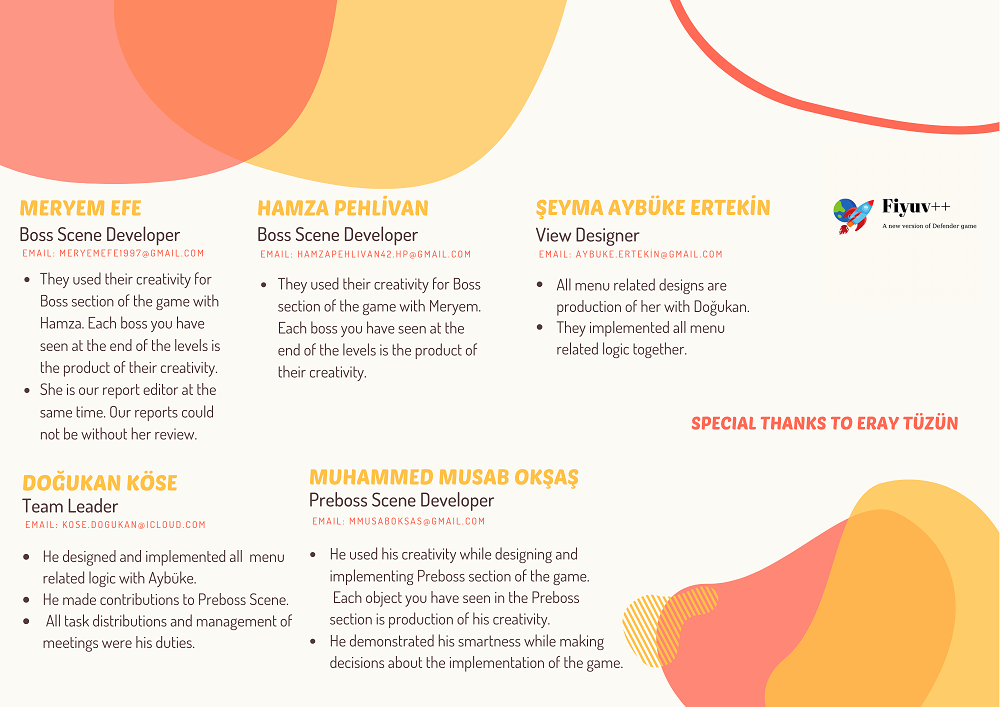 MERYEM EFE
Boss Scene Developer
EMAIL: MERYEMEFE1997@GMAIL.COM
They used their creativity for
Boss section of the game with
Hamza. Each boss you have
seen at the end of the levels is
the product of their creativity.
She is our report editor at the
same time. Our reports could
not be without her review.
HAMZA PEHLİVAN
Boss Scene Developer
EMAIL: HAMZAPEHLIVAN42.HP@GMAIL.COM
They used their creativity for Boss
section of the game with Meryem.
Each boss you have seen at the
end of the levels is the product of
their creativity.
ŞEYMA AYBÜKE ERTEKİN
View Designer
EMAIL: AYBUKE.ERTEKİN@GMAIL.COM
All menu related designs are
production of her with Doğukan.
They implemented all menu
related logic together.
Fiyuv++
A new version of Defender game
SPECIAL THANKS TO ERAY TÜZÜN
DOĞUKAN KÖSE
Team Leader
EMAIL: KOSE.DOGUKAN@ICLOUD.COM
He designed and implemented all menu
related logic with Aybüke.
He made contributions to Preboss Scene.
All task distributions and management of
meetings were his duties.
MUHAMMED MUSAB OKŞAŞ
Preboss Scene Developer
EMAIL: MMUSABOKSAS@GMAIL.COM
He used his creativity while designing and
implementing Preboss section of the game.
Each object you have seen in the Preboss
section is production of his creativity.
He demonstrated his smartness while making
decisions about the implementation of the game.